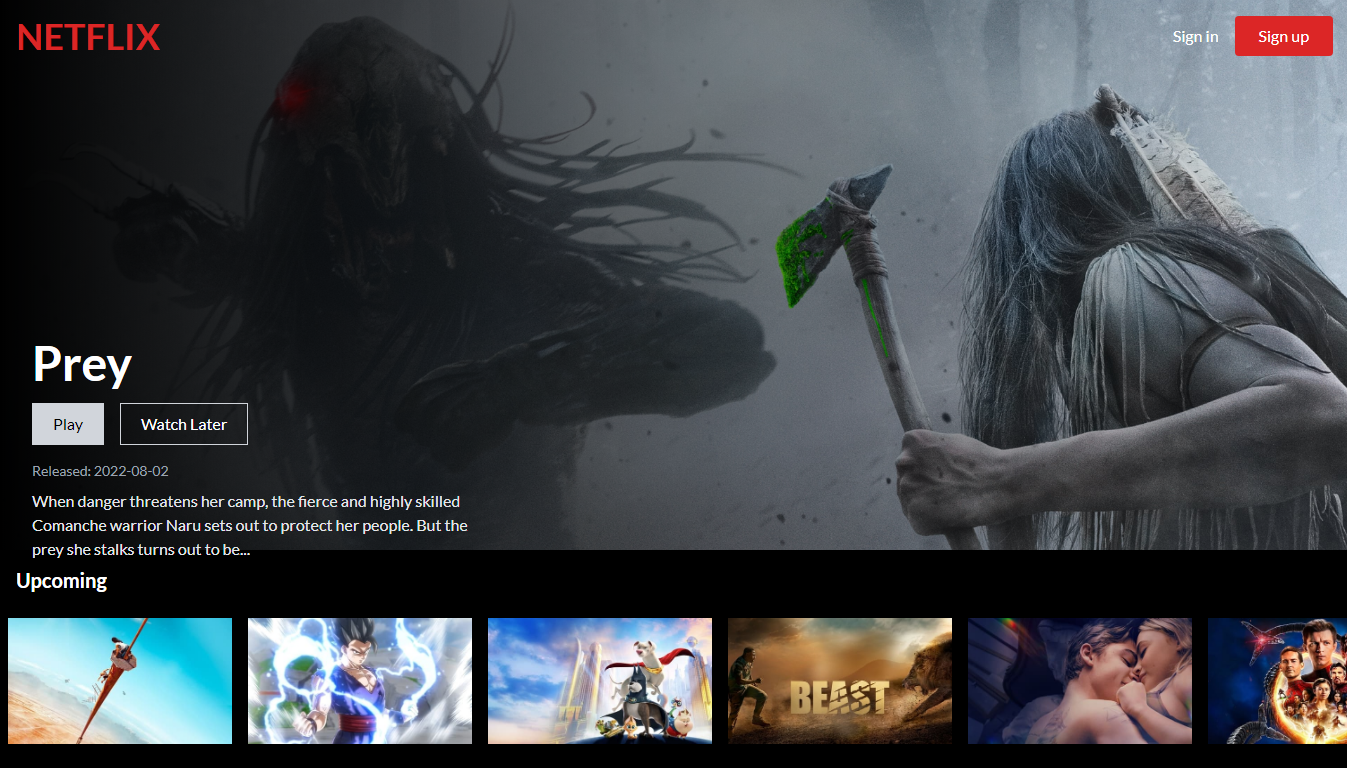 NETFLIX
Sign in
Sign up
Prey
Play
Watch Later
Released: 2022-08-02
When danger threatens her camp, the fierce and highly skilled
Comanche warrior Naru sets out to protect her people. But the
prey she stalks turns out to be...
Upcoming
BEAST